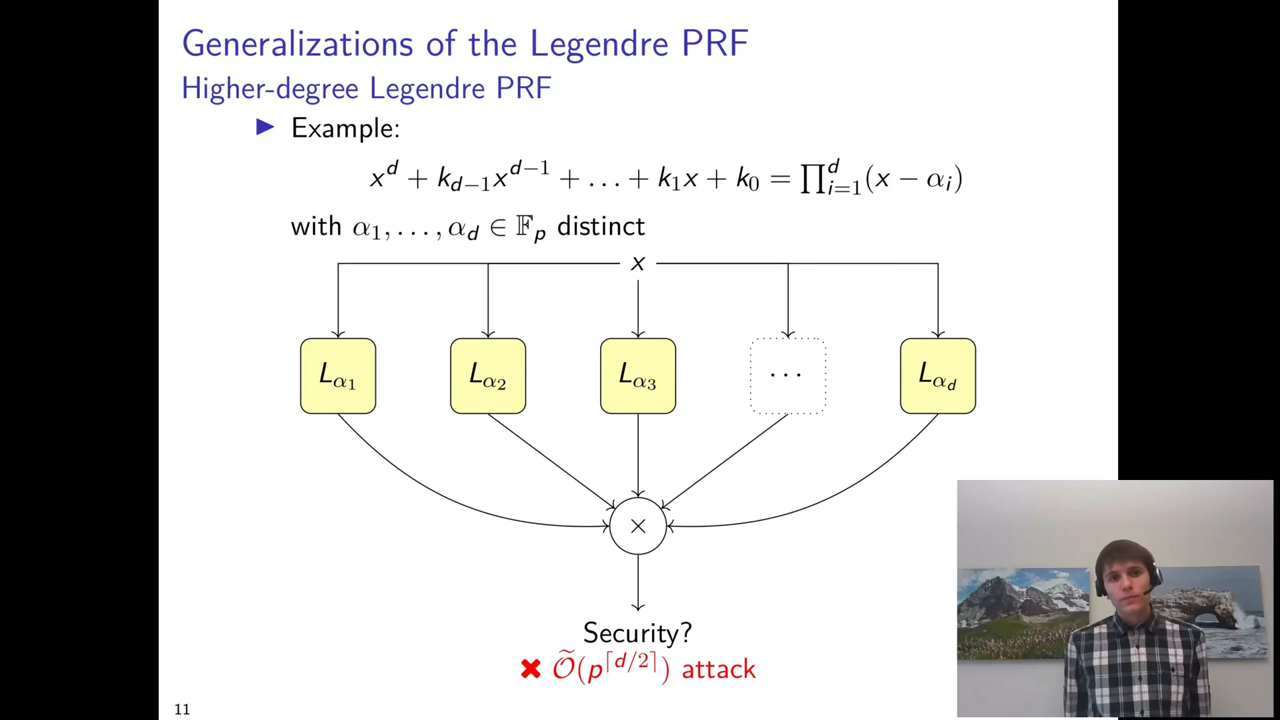 Generalizations of the Legendre PRF
Higher-degree Legendre PRF
▶ Example:
x^d + k_{d−1}x^{d−1} + … + k_1x + k_0 = ∏_{i=1}^d (x − α_i)
with α_1, …, α_d ∈ 𝔽_p distinct
x
L_{α_1} L_{α_2} L_{α_3} ⋯ L_{α_d}
×
Security?
✖ Õ(p^{⌈d/2⌉}) attack
11